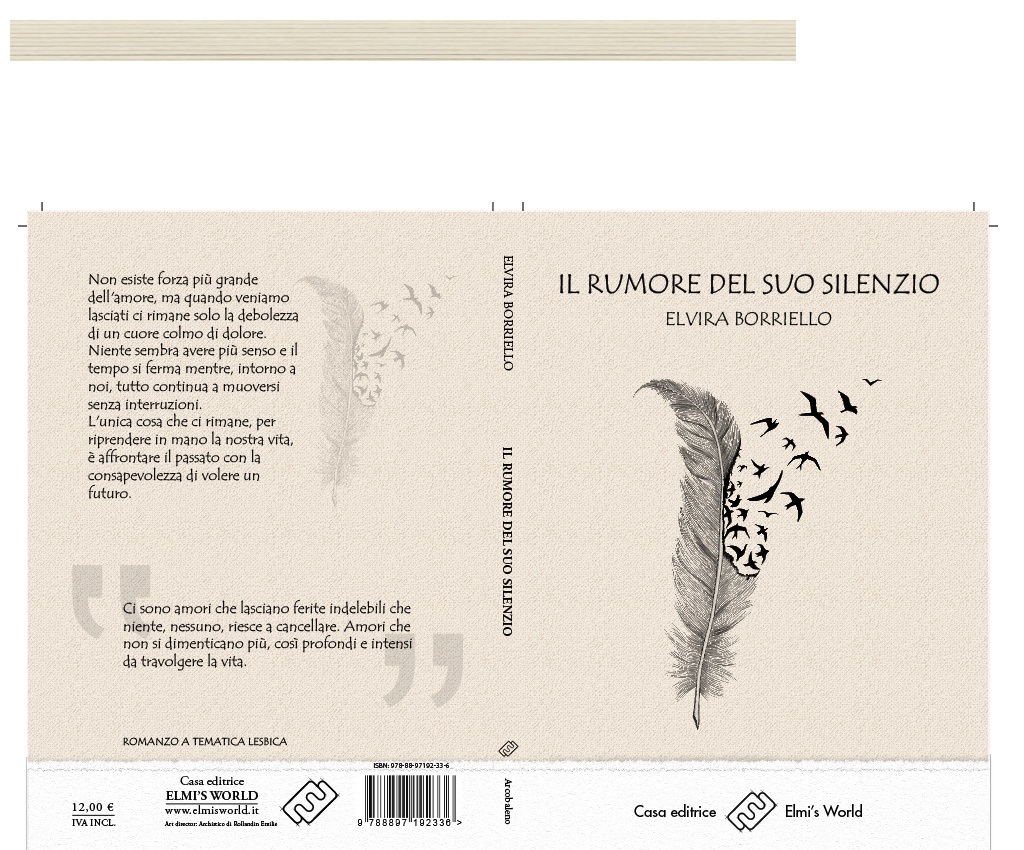 Non esiste forza più grande
dell'amore, ma quando veniamo
lasciati ci rimane solo la debolezza
di un cuore colmo di dolore.
Niente sembra avere più senso e il
tempo si ferma mentre, intorno a
noi, tutto continua a muoversi
senza interruzioni.
L'unica cosa che ci rimane, per
riprendere in mano la nostra vita,
è affrontare il passato con la
consapevolezza di volere un
futuro.
Ci sono amori che lasciano ferite indelebili che
niente, nessuno, riesce a cancellare. Amori che
non si dimenticano più, così profondi e intensi
da travolgere la vita.
ROMANZO A TEMATICA LESBICA
12,00 €
IVA INCL.
Casa editrice
ELMI'S WORLD
www.elmisworld.it
Art director: Archistico di Rollandin Emilie
ISBN: 978-88-97192-33-6
9 788897 192336 >
ELVIRA BORRIELLO
IL RUMORE DEL SUO SILENZIO
Arcobaleno
IL RUMORE DEL SUO SILENZIO
ELVIRA BORRIELLO
Casa editrice Elmi's World